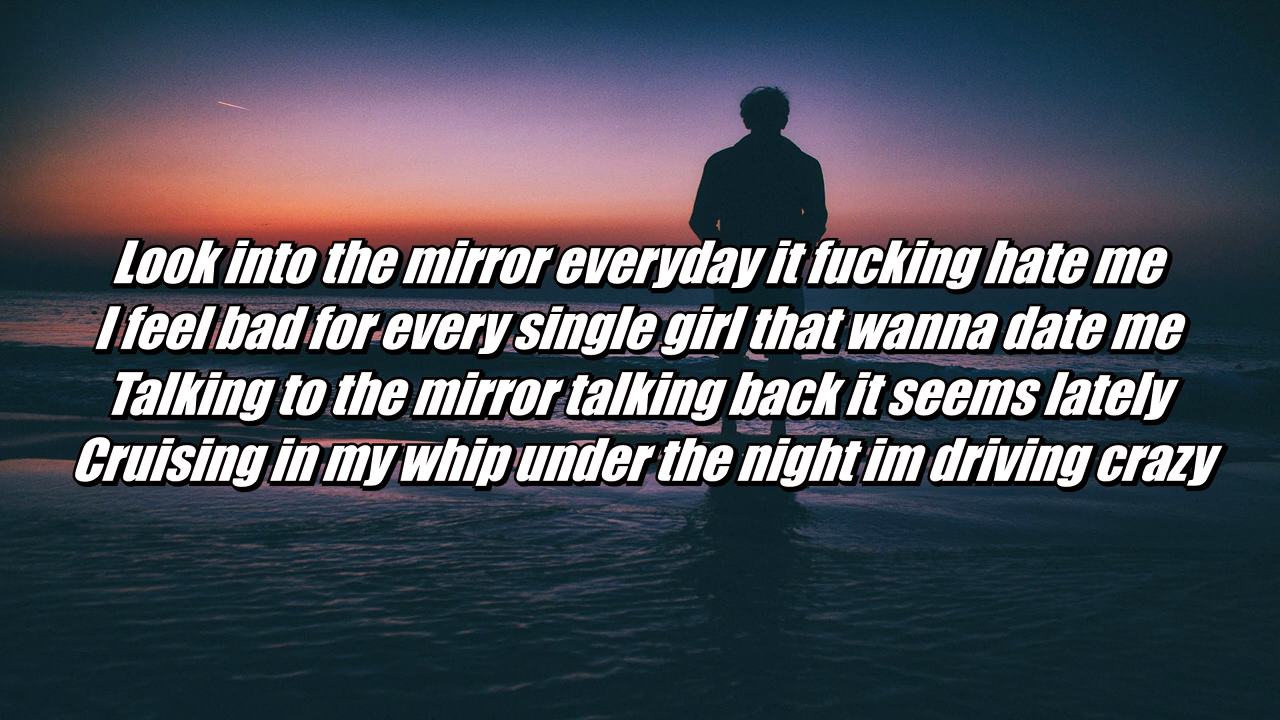 Look into the mirror everyday it fucking hate me
I feel bad for every single girl that wanna date me
Talking to the mirror talking back it seems lately
Cruising in my whip under the night im driving crazy